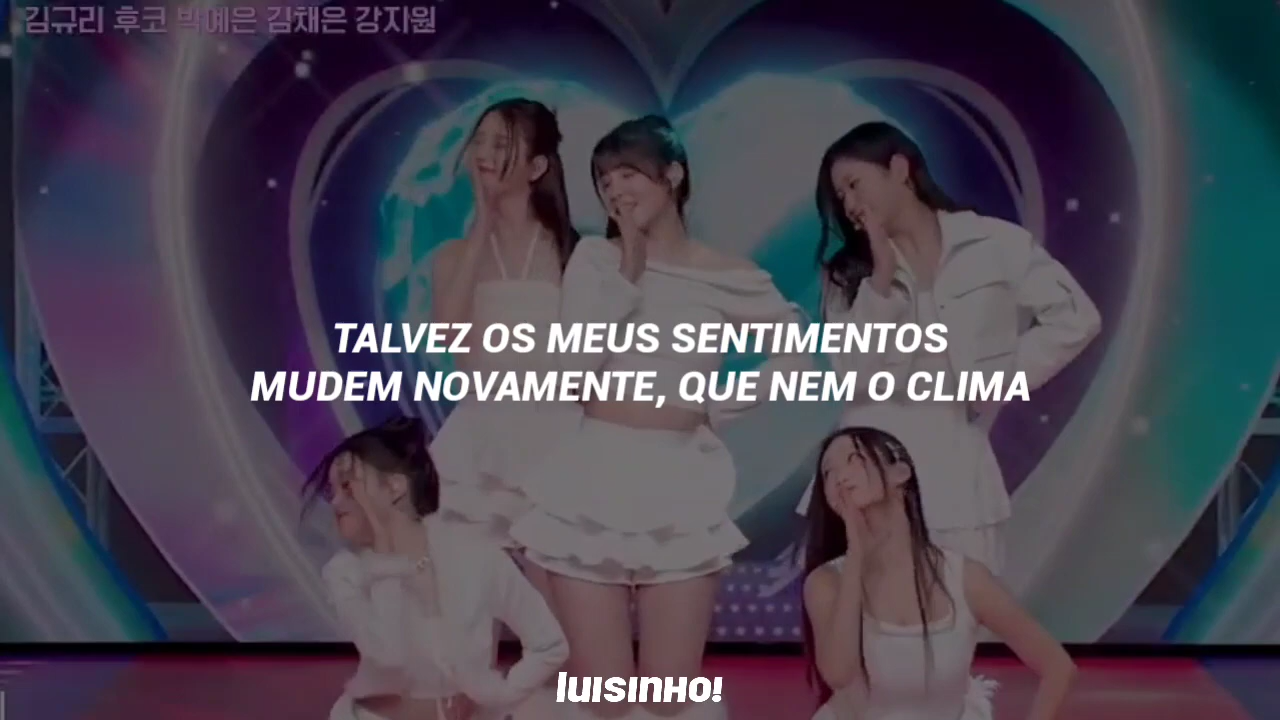 김규리 후코 박예은 김채은 강지원
TALVEZ OS MEUS SENTIMENTOS
MUDEM NOVAMENTE, QUE NEM O CLIMA
luisinho!